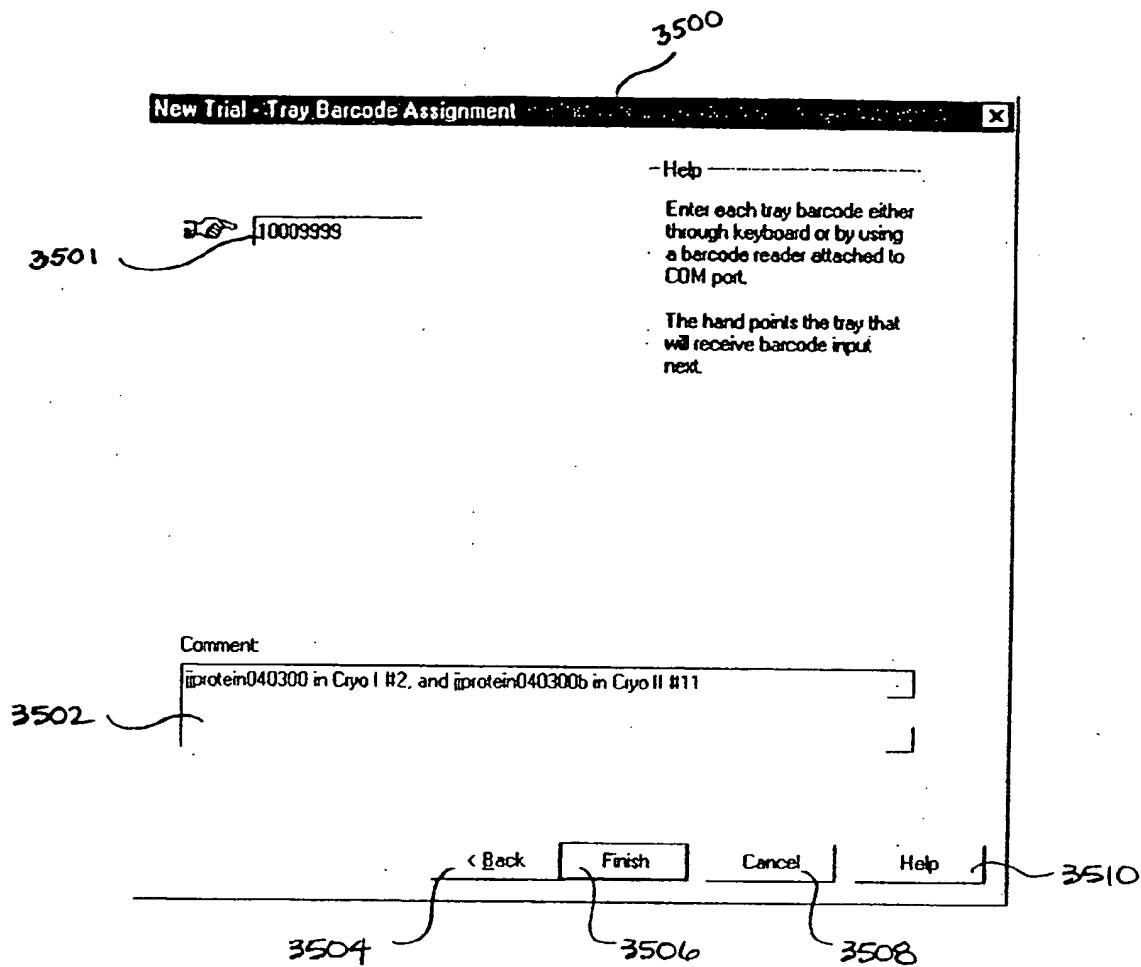 3500
New Trial - Tray Barcode Assignment
Help
Enter each tray barcode either
through keyboard or by using
a barcode reader attached to
COM port.
The hand points the tray that
will receive barcode input
next.
10009999
3501
Comment:
jjprotein040300 in Cryo I #2, and jjprotein040300b in Cryo II #11
3502
< Back
Finish
Cancel
Help
3510
3504
3506
3508